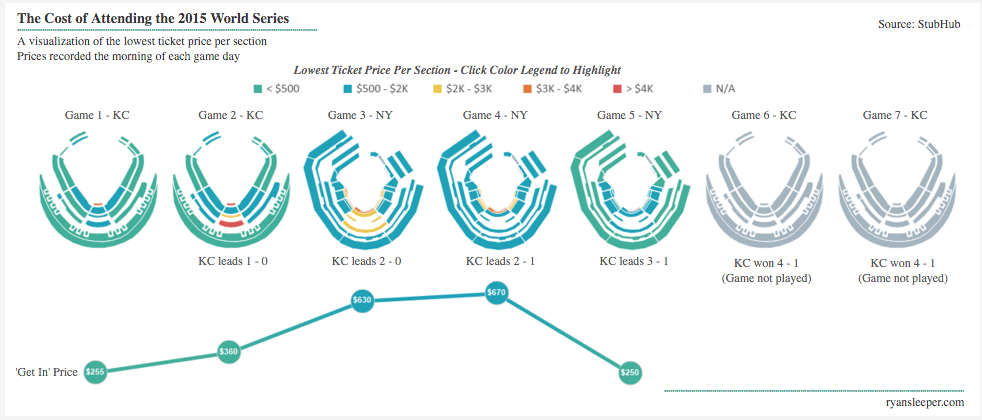 The Cost of Attending the 2015 World Series
Source: StubHub
A visualization of the lowest ticket price per section
Prices recorded the morning of each game day
Lowest Ticket Price Per Section - Click Color Legend to Highlight
< $500
$500 - $2K
$2K - $3K
$3K - $4K
> $4K
N/A
Game 1 - KC
Game 2 - KC
Game 3 - NY
Game 4 - NY
Game 5 - NY
Game 6 - KC
Game 7 - KC
KC leads 1 - 0
KC leads 2 - 0
KC leads 2 - 1
KC leads 3 - 1
KC won 4 - 1
(Game not played)
KC won 4 - 1
(Game not played)
'Get In' Price
$255
$360
$630
$670
$250
ryansleeper.com